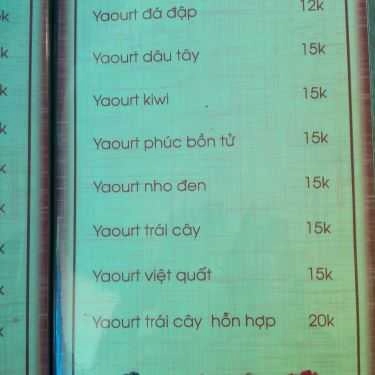 Yaourt đá đập 12k
Yaourt dâu tây 15k
Yaourt kiwi 15k
Yaourt phúc bồn tử 15k
Yaourt nho đen 15k
Yaourt trái cây 15k
Yaourt việt quất 15k
Yaourt trái cây hỗn hợp 20k